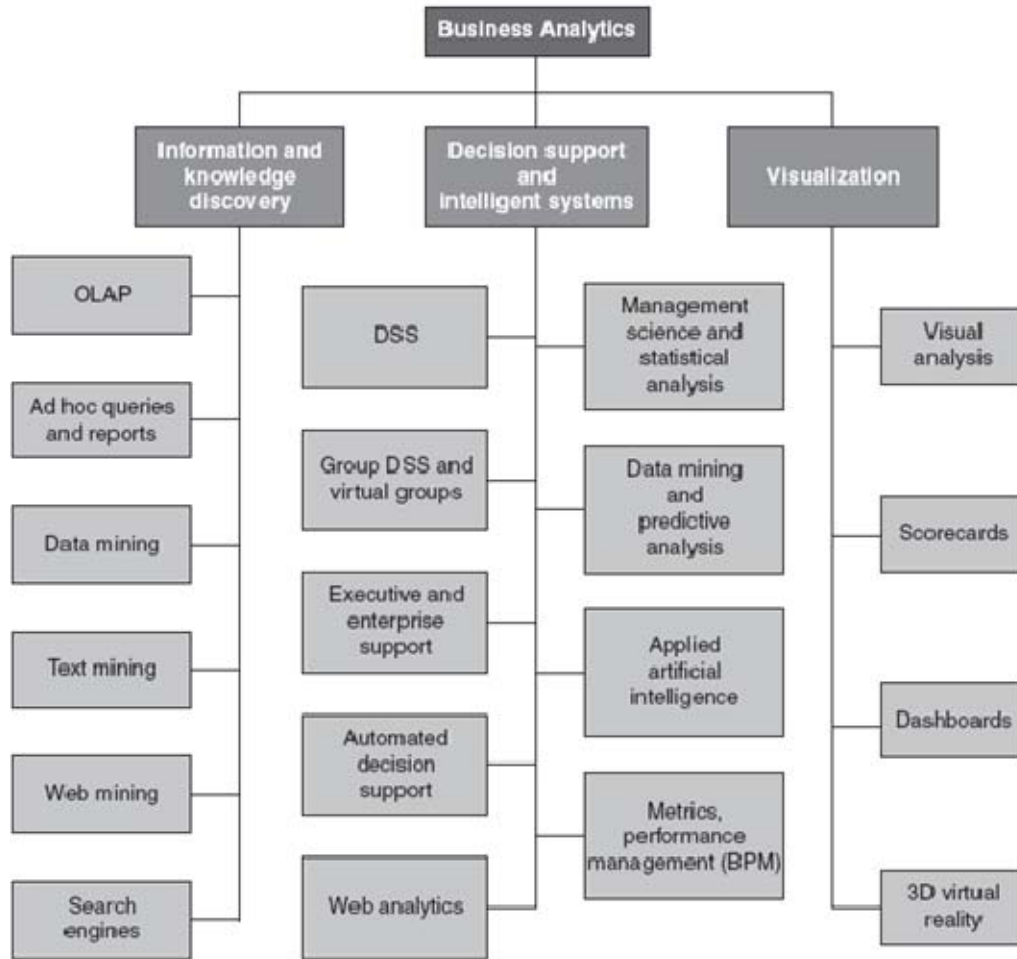 Business Analytics
Information and
knowledge
discovery
Decision support
and
intelligent systems
Visualization
OLAP
Ad hoc queries
and reports
Data mining
Text mining
Web mining
Search
engines
DSS
Group DSS and
virtual groups
Executive and
enterprise
support
Automated
decision
support
Web analytics
Management
science and
statistical
analysis
Data mining
and
predictive
analysis
Applied
artificial
intelligence
Metrics,
performance
management (BPM)
Visual
analysis
Scorecards
Dashboards
3D virtual
reality